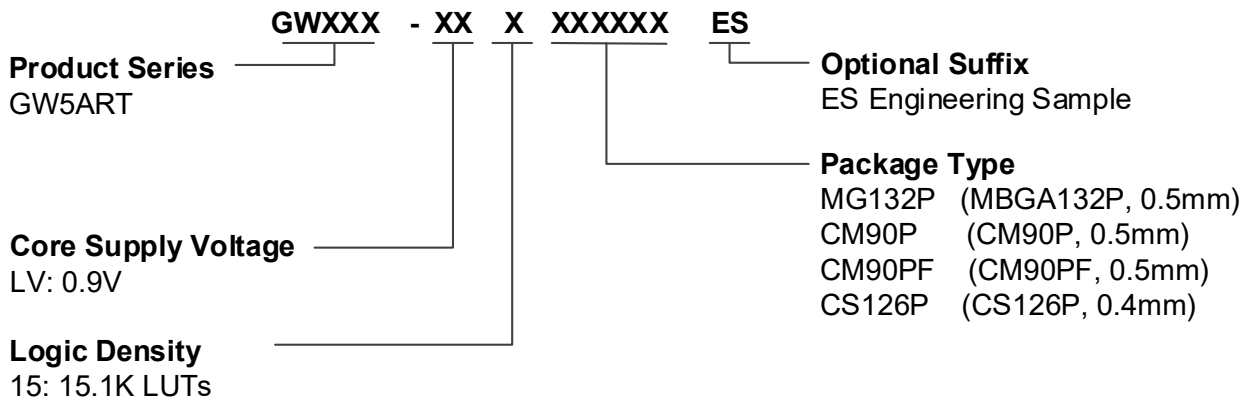 GWXXX - XX X XXXXXX ES
Product Series
GW5ART
Optional Suffix
ES Engineering Sample
Package Type
MG132P (MBGA132P, 0.5mm)
CM90P (CM90P, 0.5mm)
CM90PF (CM90PF, 0.5mm)
CS126P (CS126P, 0.4mm)
Core Supply Voltage
LV: 0.9V
Logic Density
15: 15.1K LUTs